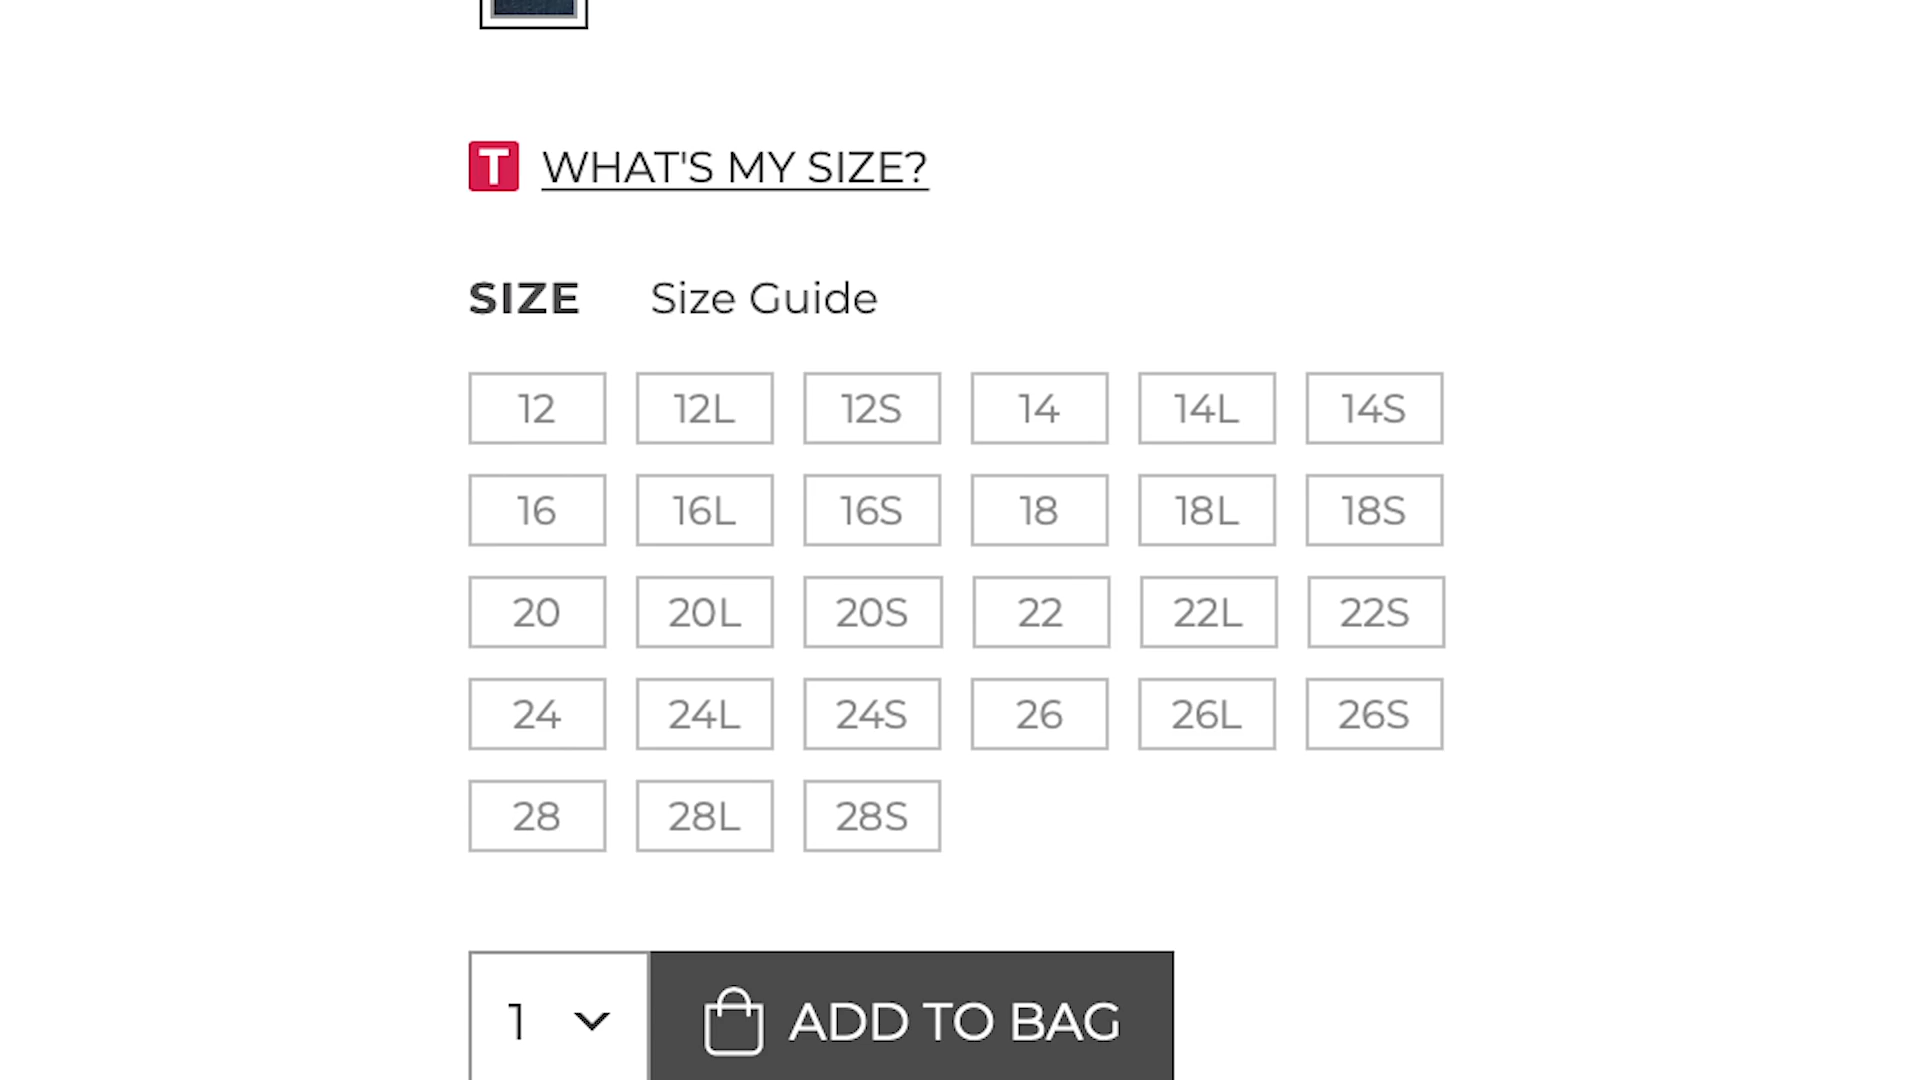 T WHAT'S MY SIZE?
SIZE Size Guide
12 12L 12S 14 14L 14S
16 16L 16S 18 18L 18S
20 20L 20S 22 22L 22S
24 24L 24S 26 26L 26S
28 28L 28S
1 ADD TO BAG